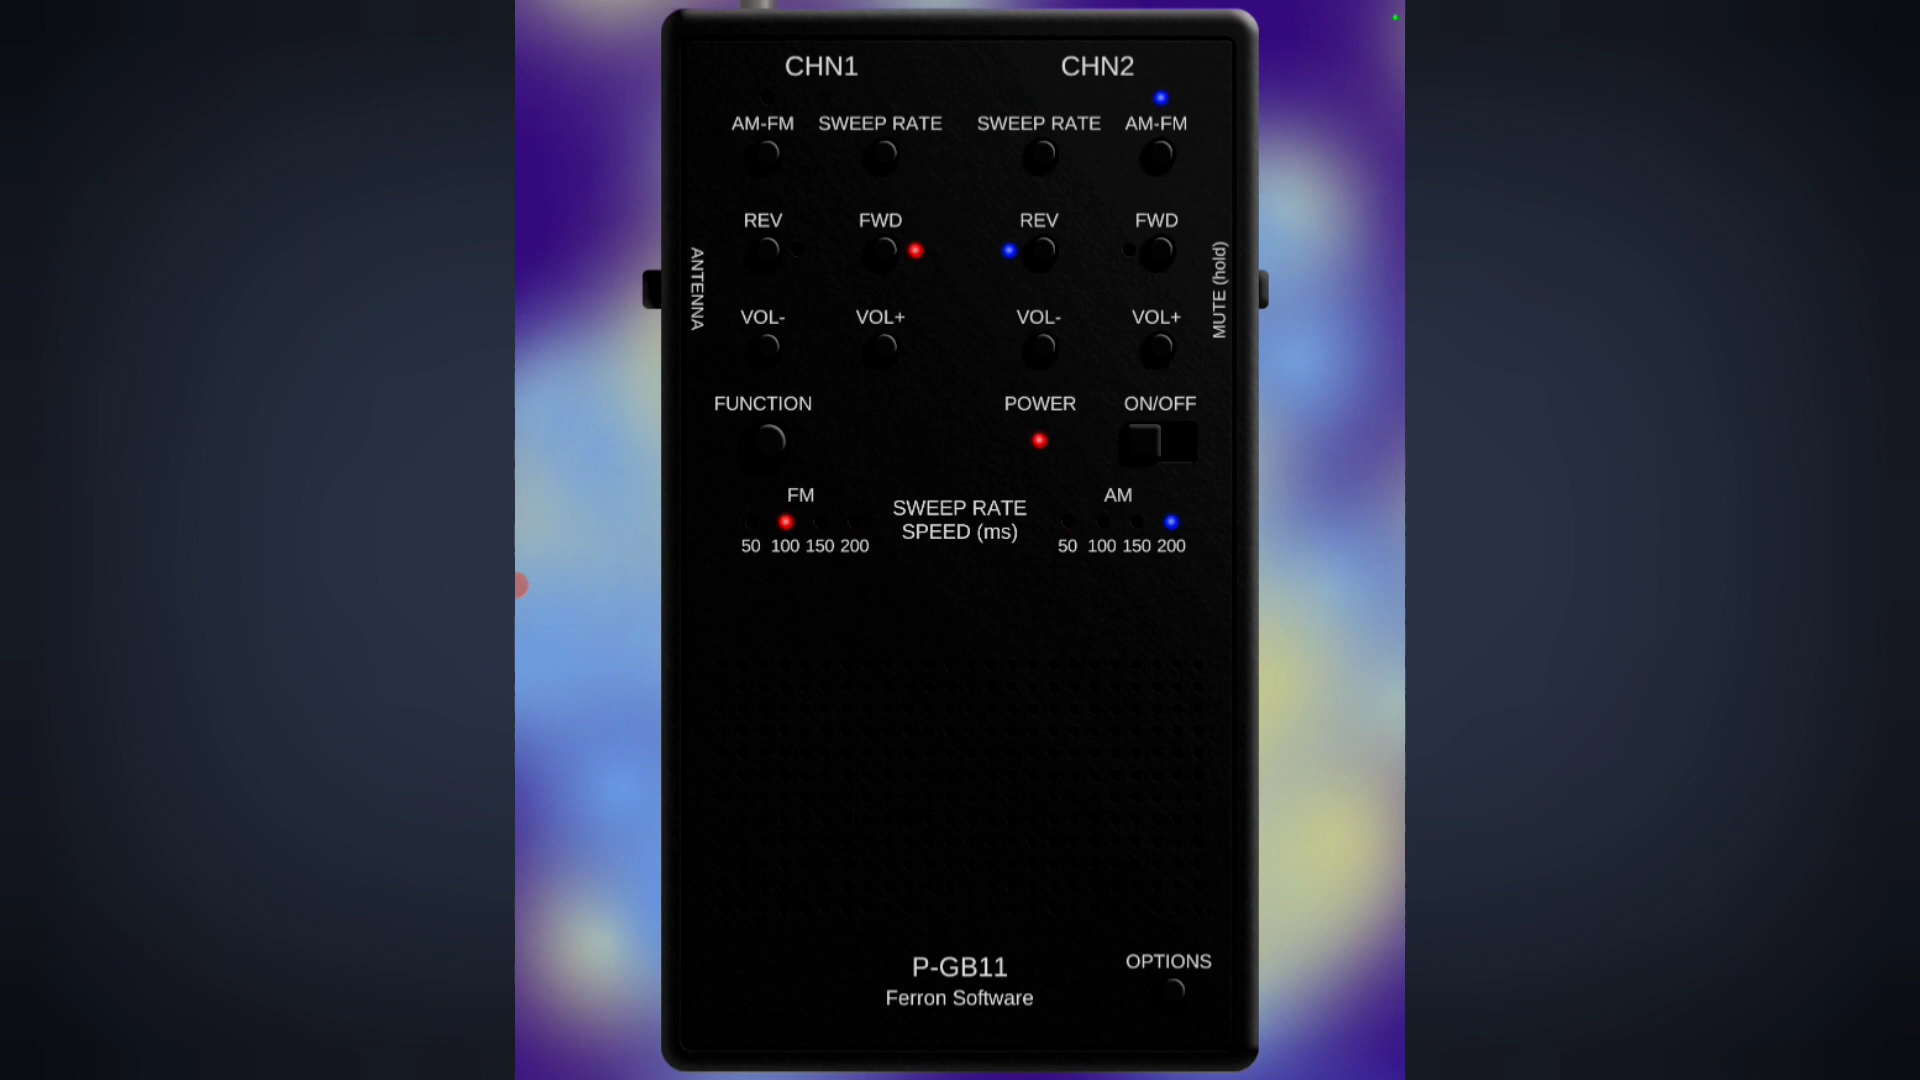 CHN1 CHN2
AM-FM SWEEP RATE SWEEP RATE AM-FM
REV FWD REV FWD
ANTENNA
MUTE (hold)
VOL- VOL+ VOL- VOL+
FUNCTION POWER ON/OFF
FM SWEEP RATE AM
SPEED (ms)
50 100 150 200 50 100 150 200
P-GB11
Ferron Software
OPTIONS